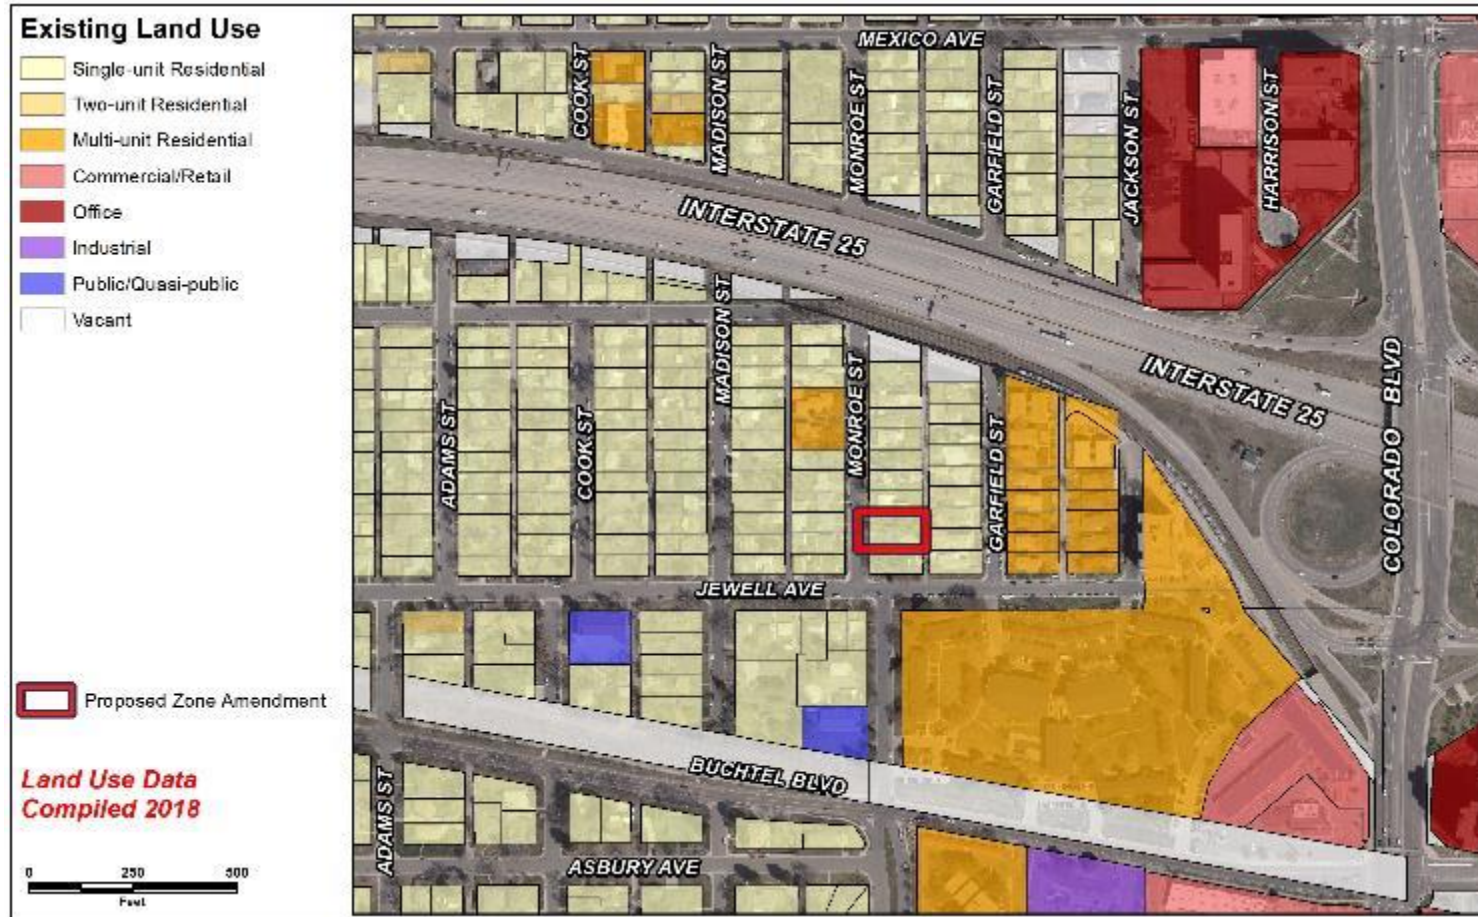 Existing Land Use
Single-unit Residential
Two-unit Residential
Multi-unit Residential
Commercial/Retail
Office
Industrial
Public/Quasi-public
Vacant
Proposed Zone Amendment
Land Use Data
Compiled 2018
0 250 500
Feet
MEXICO AVE
COOK ST
MADISON ST
MONROE ST
GARFIELD ST
JACKSON ST
HARRISON ST
INTERSTATE 25
INTERSTATE 25
COLORADO BLVD
ADAMS ST
COOK ST
MADISON ST
MONROE ST
GARFIELD ST
JEWELL AVE
BUCHTEL BLVD
ADAMS ST
ASBURY AVE